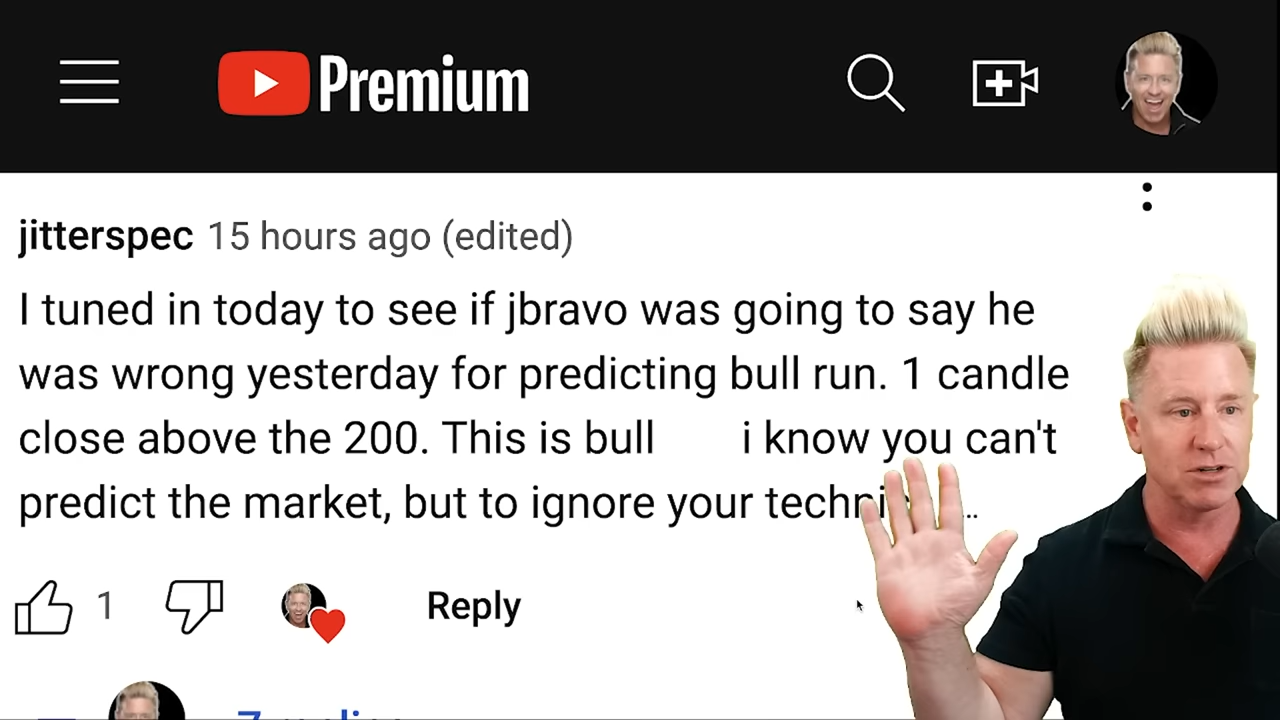 Premium
jitterspec 15 hours ago (edited)
I tuned in today to see if jbravo was going to say he
was wrong yesterday for predicting bull run. 1 candle
close above the 200. This is bull i know you can't
predict the market, but to ignore your
1 Reply